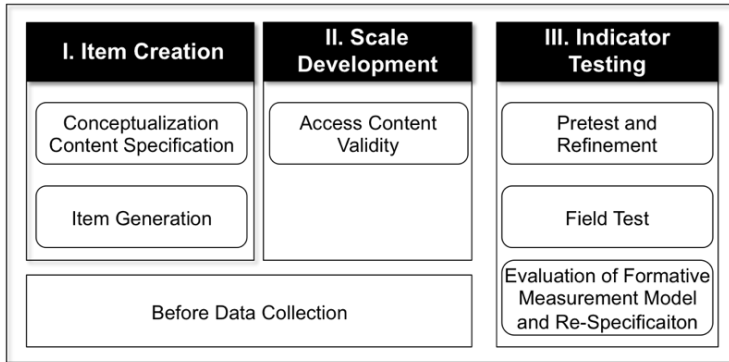 I. Item Creation
Conceptualization
Content Specification
Item Generation
II. Scale
Development
Access Content
Validity
Before Data Collection
III. Indicator
Testing
Pretest and
Refinement
Field Test
Evaluation of Formative
Measurement Model
and Re-Specificaiton